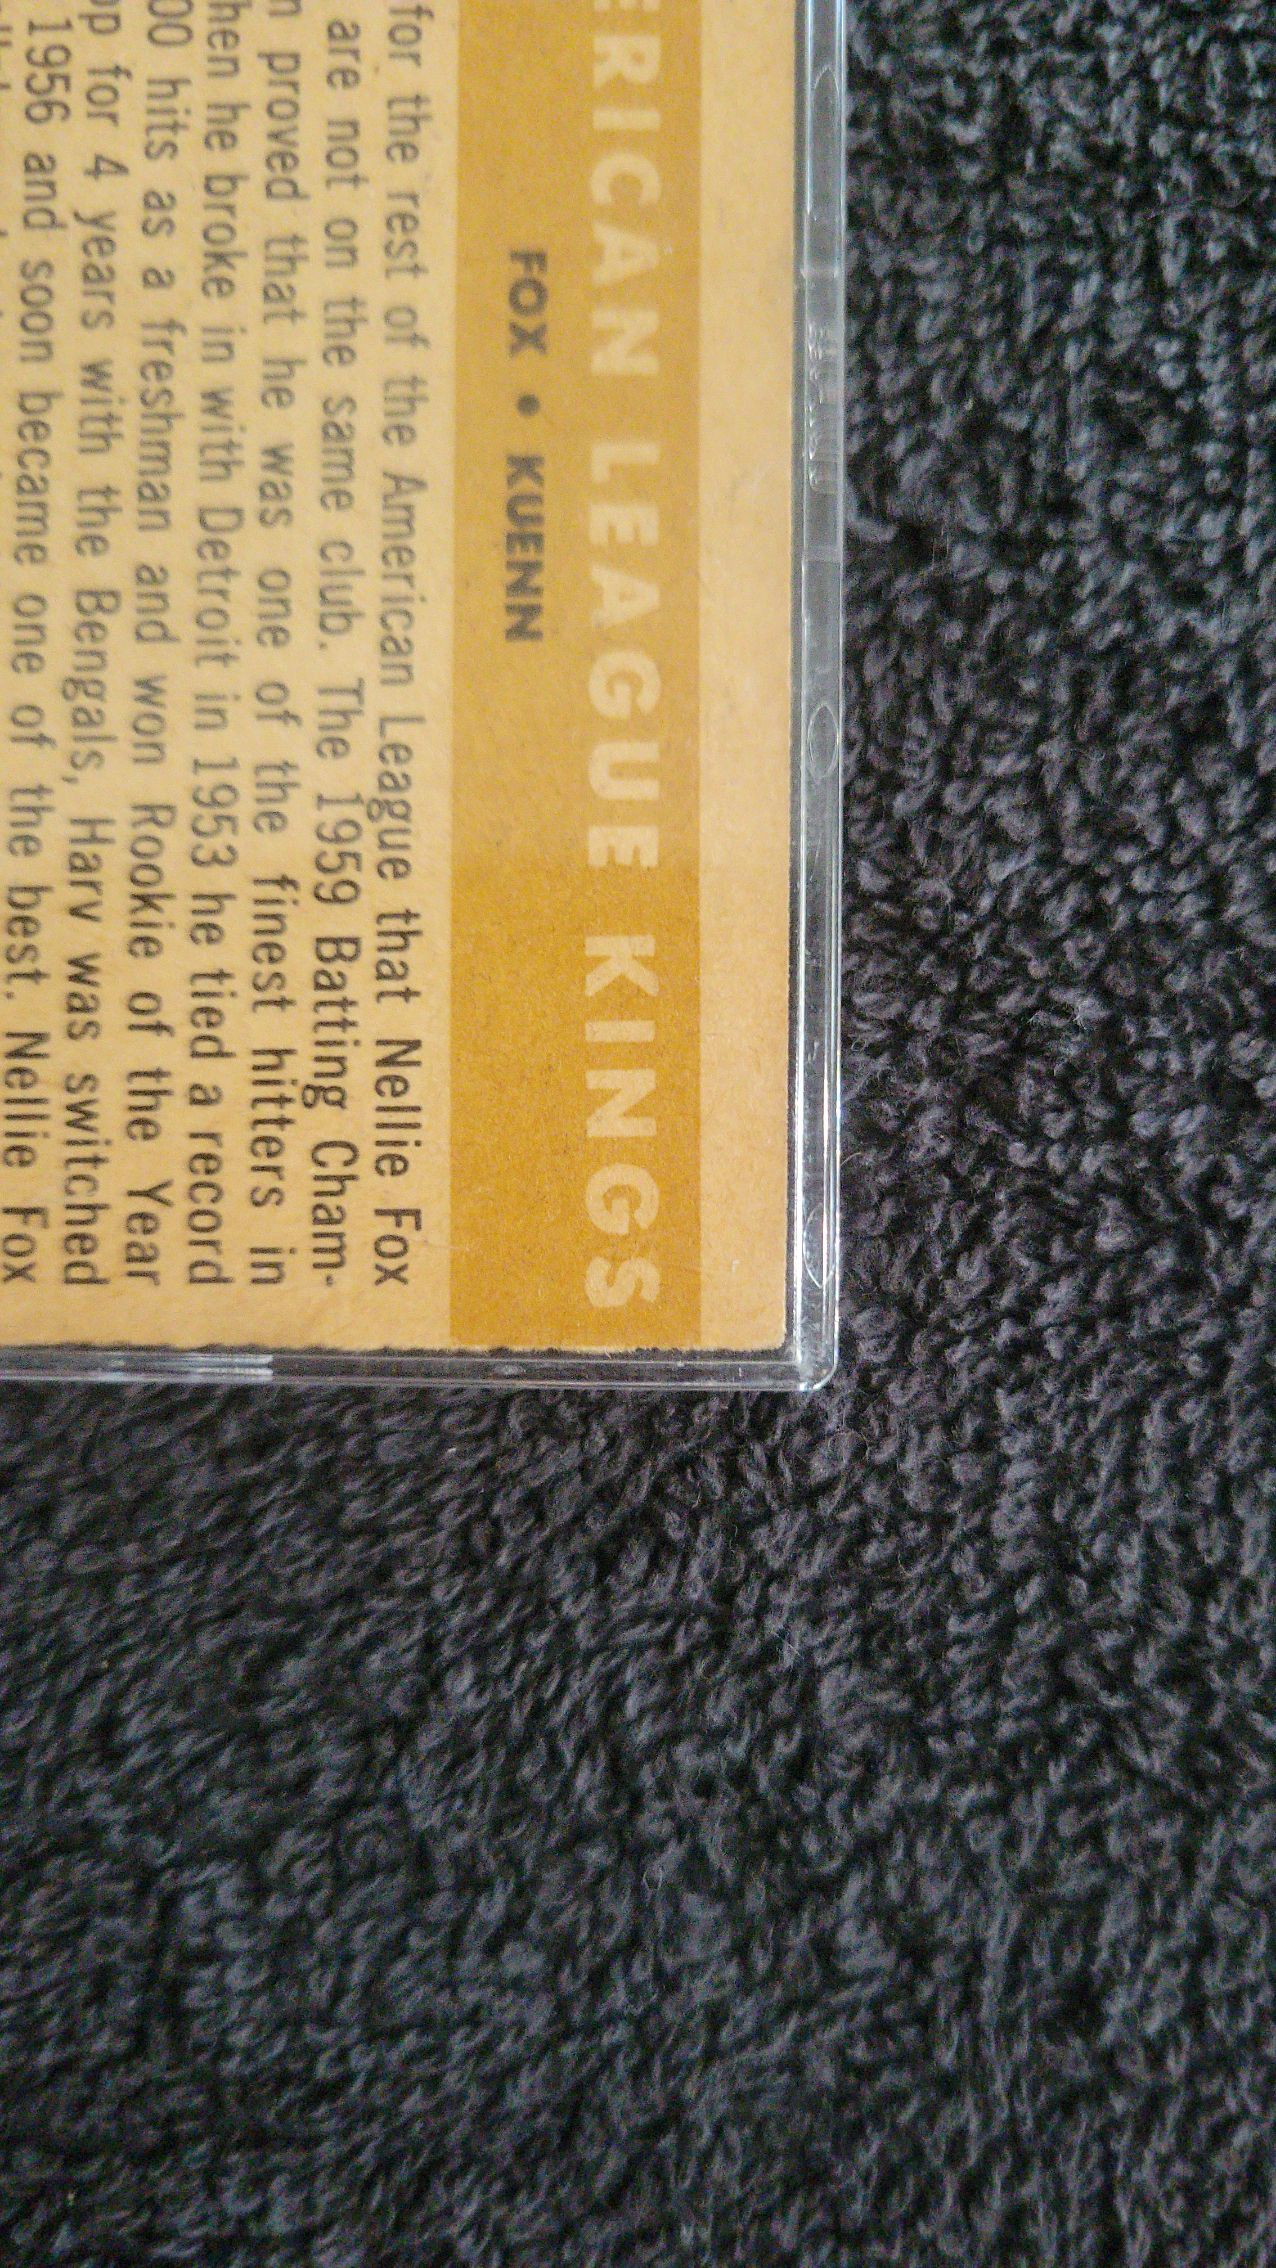 ERICAN LEAGUE KINGS
FOX • KUENN
for the rest of the American League that Nellie Fox
are not on the same club. The 1959 Batting Cham-
n proved that he was one of the finest hitters in
hen he broke in with Detroit in 1953 he tied a record
00 hits as a freshman and won Rookie of the Year
op for 4 years with the Bengals, Harv was switched
1956 and soon became one of the best. Nellie Fox